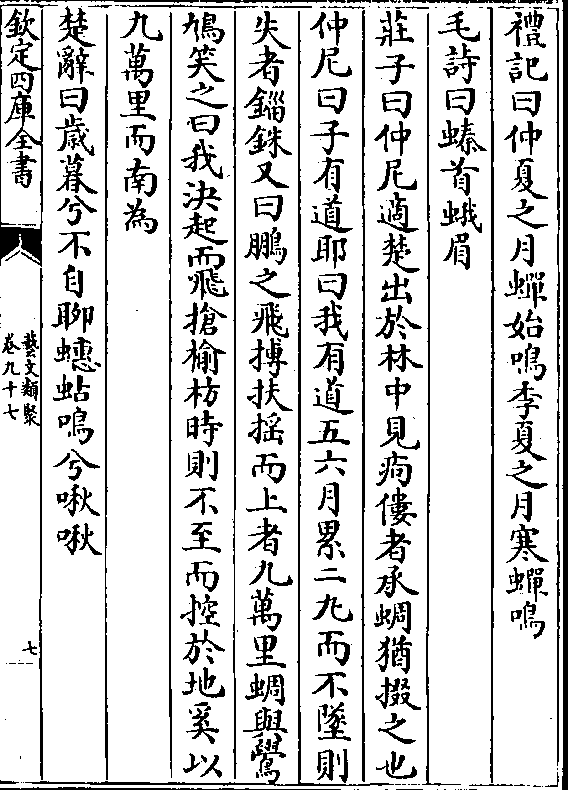 禮記曰仲夏之月蟬始鳴季夏之月寒蟬鳴
毛詩曰螓首蛾眉
莊子曰仲尼適楚出於林中見痀僂者承蜩猶掇之也
仲尼曰子有道耶曰我有道五六月累二丸而不墜則
失者錙銖又曰鵬之飛搏扶揺而上者九萬里蜩與鷽
鳩笑之曰我決起而飛搶榆枋時則不至而控於地奚以
九萬里而南為
楚辭曰歲暮兮不自聊蟪蛄鳴兮啾啾
欽定四庫全書
藝文類聚
卷九十七
七